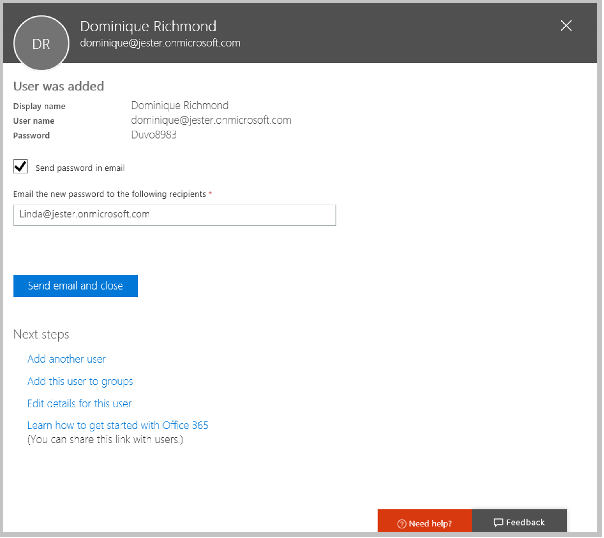 DR
Dominique Richmond
dominique@jester.onmicrosoft.com
User was added
Display name Dominique Richmond
User name dominique@jester.onmicrosoft.com
Password Duvo8983
Send password in email
Email the new password to the following recipients *
Linda@jester.onmicrosoft.com
Send email and close
Next steps
Add another user
Add this user to groups
Edit details for this user
Learn how to get started with Office 365
(You can share this link with users.)
Need help?
Feedback